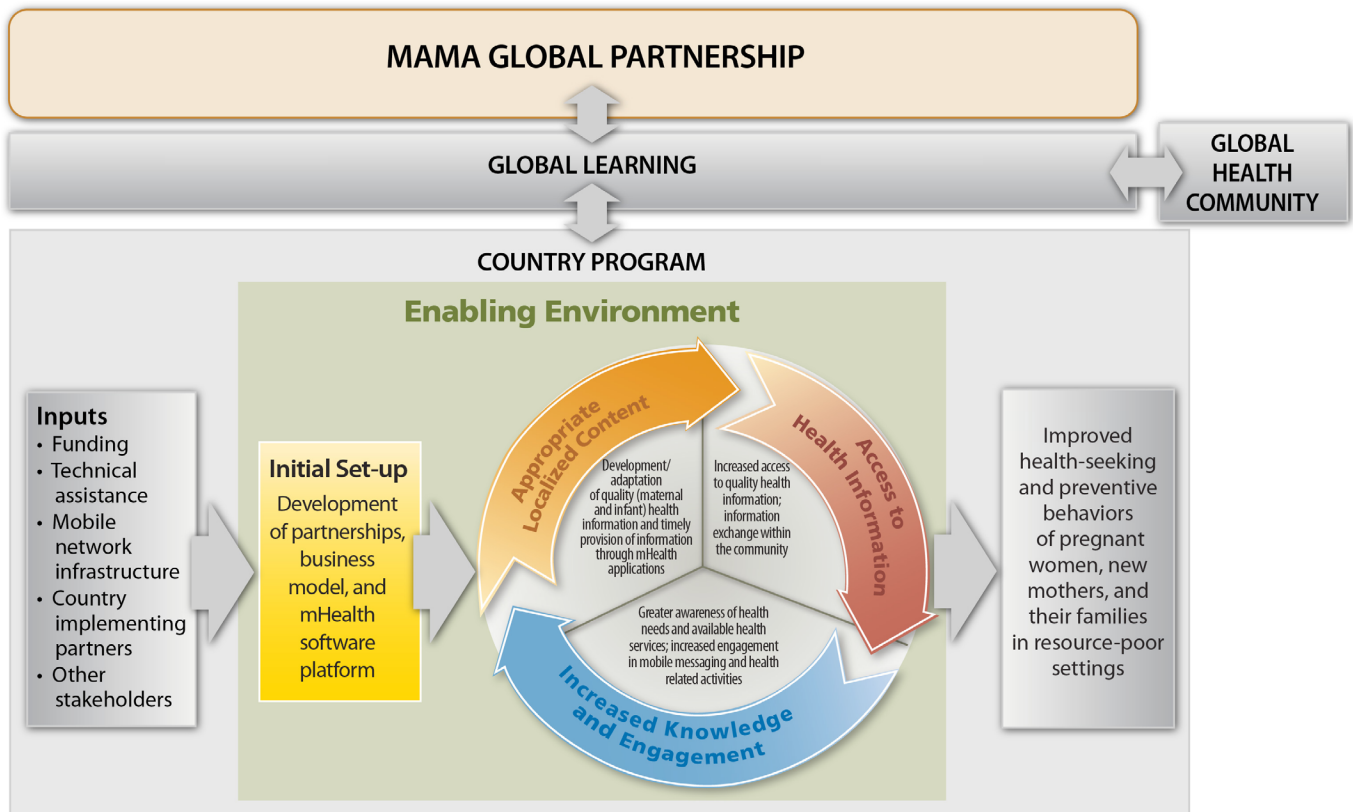 MAMA GLOBAL PARTNERSHIP
GLOBAL LEARNING
GLOBAL
HEALTH
COMMUNITY
COUNTRY PROGRAM
Enabling Environment
Inputs
• Funding
• Technical
assistance
• Mobile
network
infrastructure
• Country
implementing
partners
• Other
stakeholders
Initial Set-up
Development
of partnerships,
business
model, and
mHealth
software
platform
Appropriate
Localized Content
Development/
adaptation
of quality (maternal
and infant) health
information and timely
provision of information
through mHealth
applications
Access to
Health Information
Increased access
to quality health
information;
information
exchange within
the community
Greater awareness of health
needs and available health
services; increased engagement
in mobile messaging and health
related activities
Increased Knowledge
and Engagement
Improved
health-seeking
and preventive
behaviors
of pregnant
women, new
mothers, and
their families
in resource-poor
settings